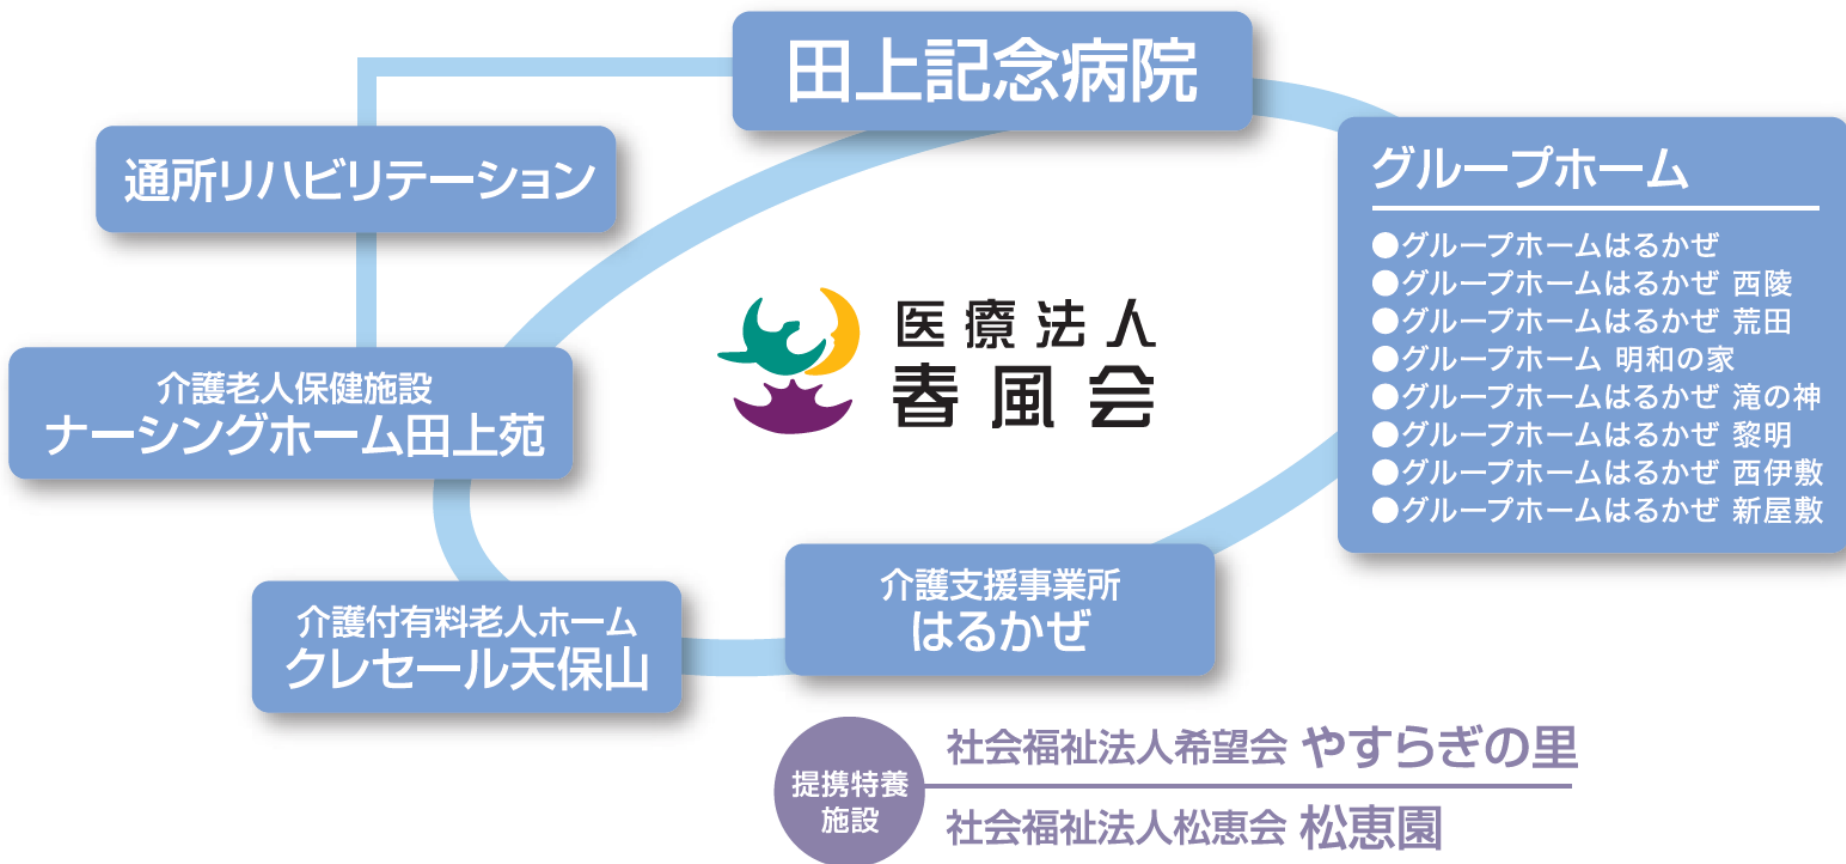 田上記念病院
通所リハビリテーション
グループホーム
●グループホームはるかぜ
●グループホームはるかぜ 西陵
●グループホームはるかぜ 荒田
●グループホーム 明和の家
●グループホームはるかぜ 滝の神
●グループホームはるかぜ 黎明
●グループホームはるかぜ 西伊敷
●グループホームはるかぜ 新屋敷
医療法人
春風会
介護老人保健施設
ナーシングホーム田上苑
介護付有料老人ホーム
クレセール天保山
介護支援事業所
はるかぜ
提携特養
施設
社会福祉法人希望会 やすらぎの里
社会福祉法人松恵会 松恵園